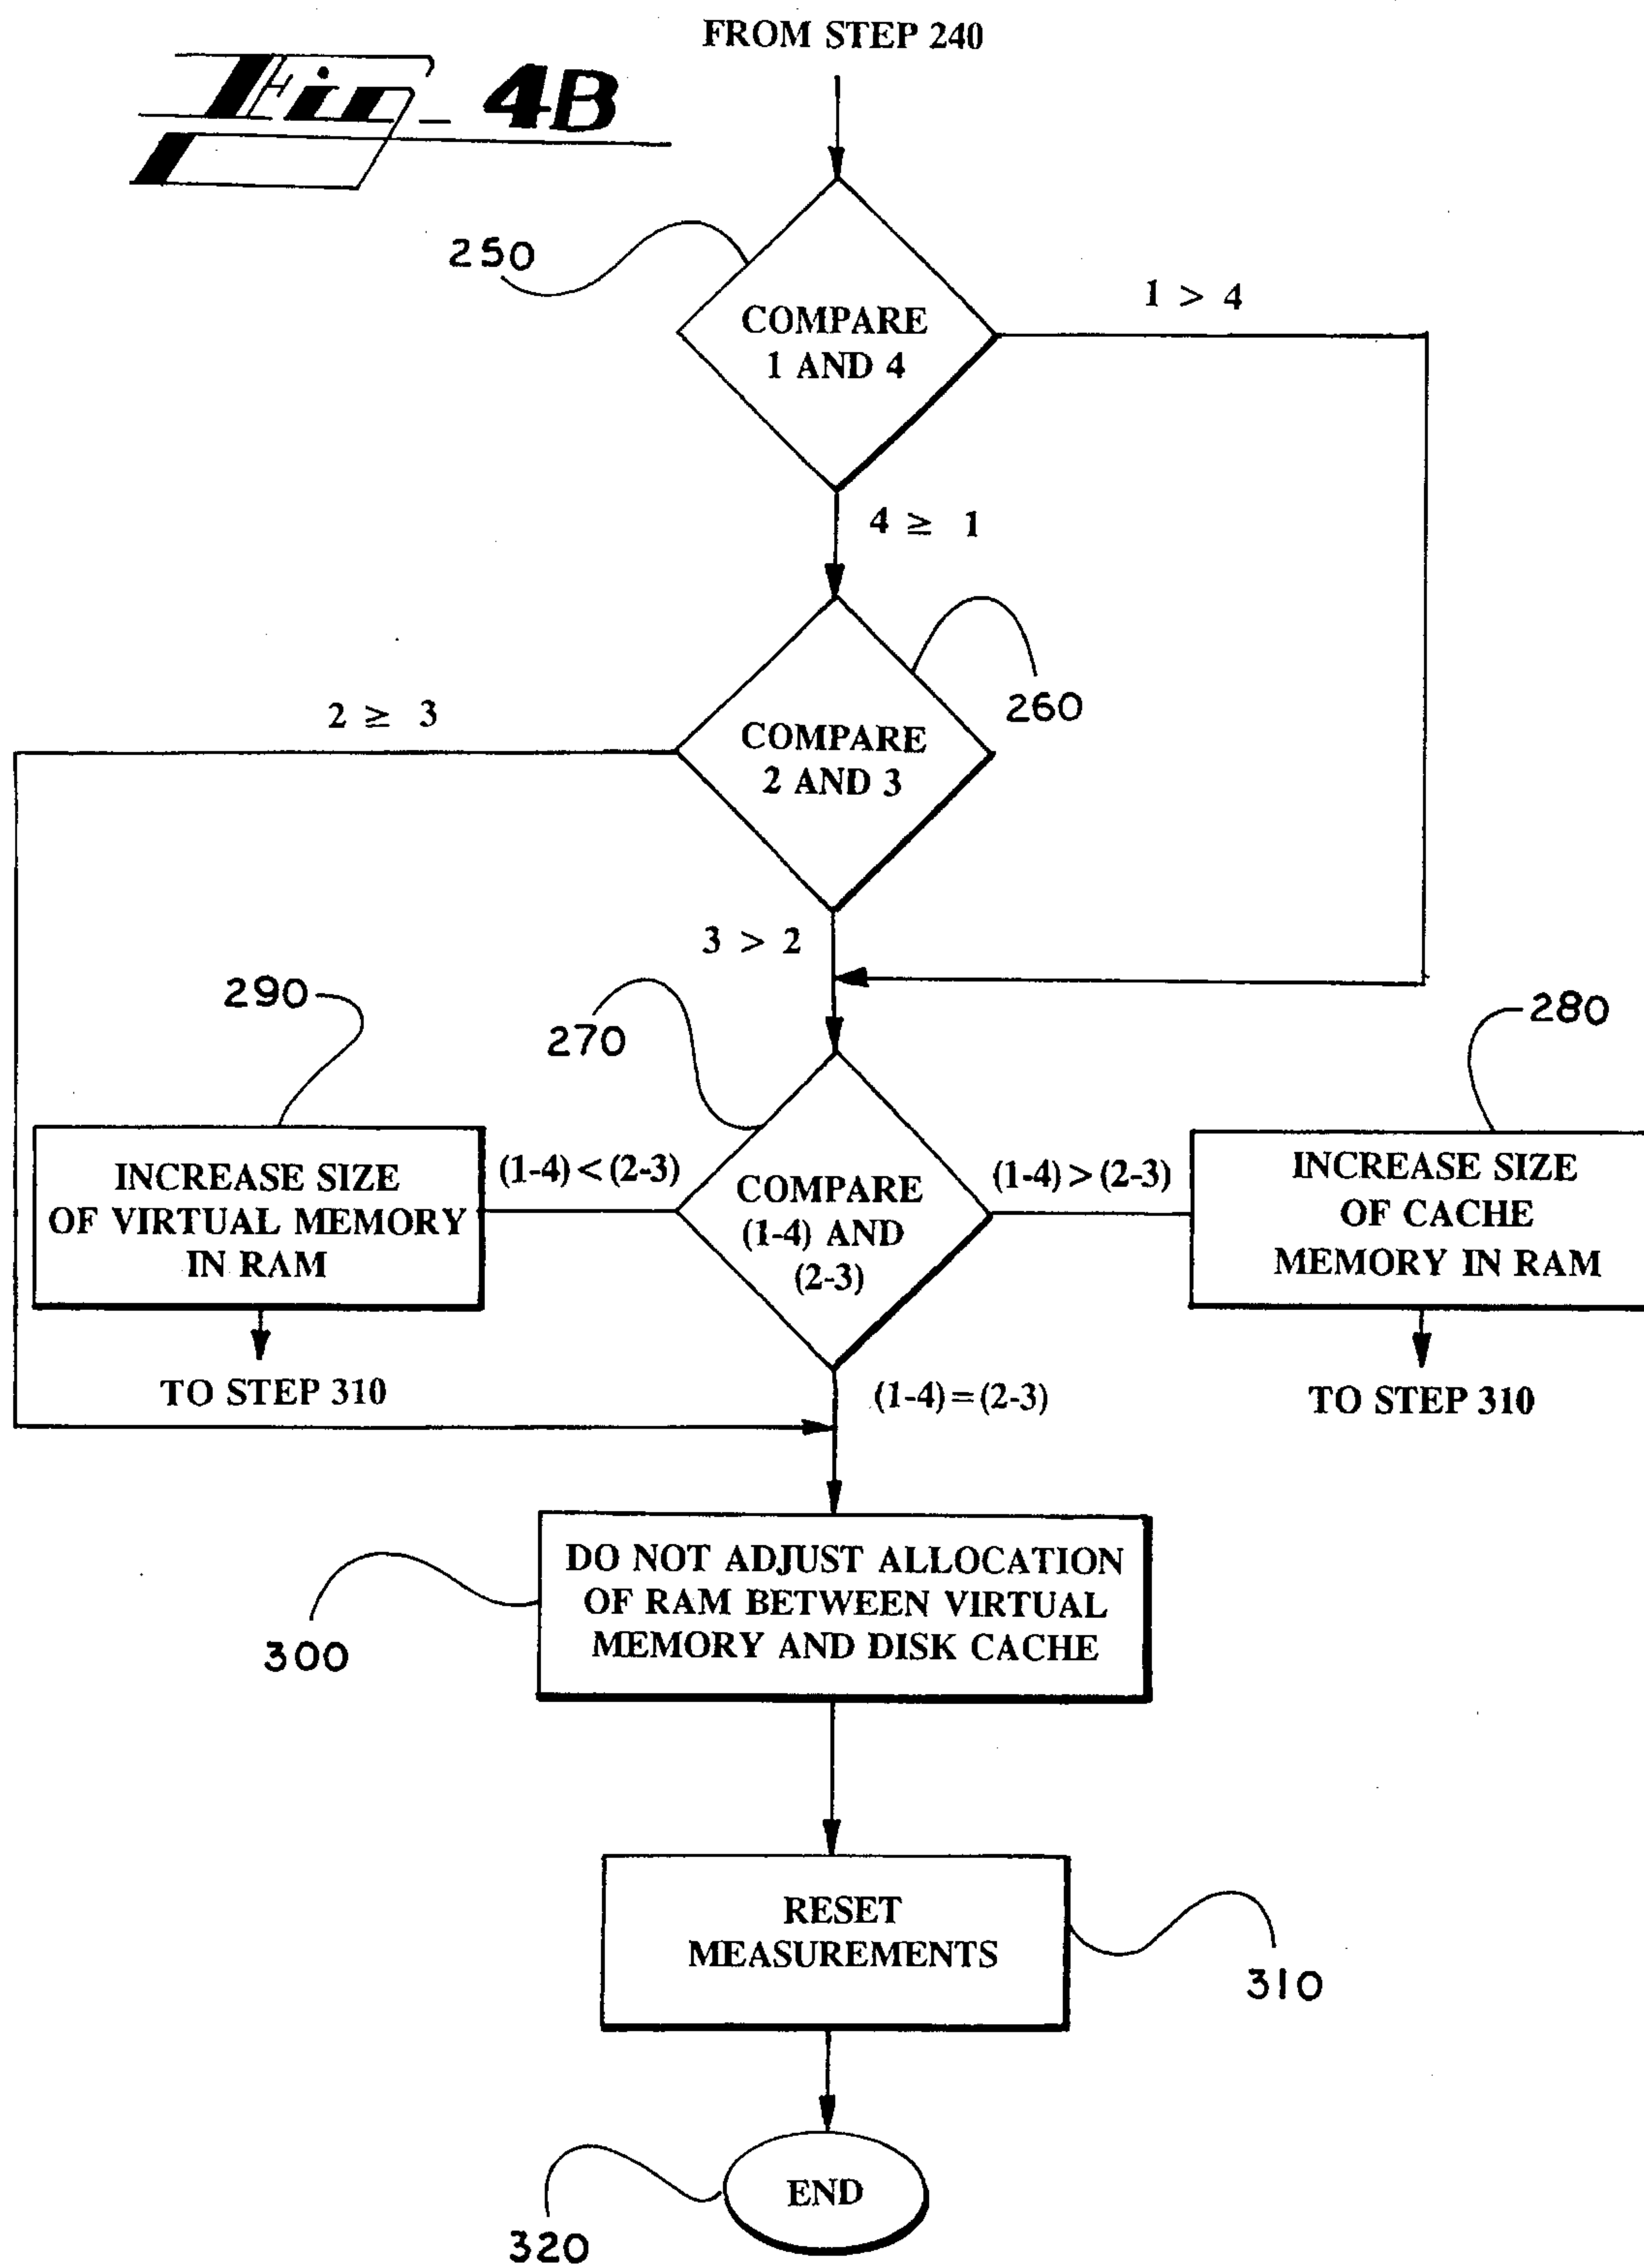 FROM STEP 240
Fig_ 4B
250
1 > 4
COMPARE
1 AND 4
4 ≥ 1
260
2 ≥ 3
COMPARE
2 AND 3
3 > 2
290
270
280
INCREASE SIZE
OF VIRTUAL MEMORY
IN RAM
(1-4) < (2-3)
COMPARE
(1-4) AND
(2-3)
(1-4) > (2-3)
INCREASE SIZE
OF CACHE
MEMORY IN RAM
TO STEP 310
(1-4) = (2-3)
TO STEP 310
DO NOT ADJUST ALLOCATION
OF RAM BETWEEN VIRTUAL
MEMORY AND DISK CACHE
300
RESET
MEASUREMENTS
310
END
320